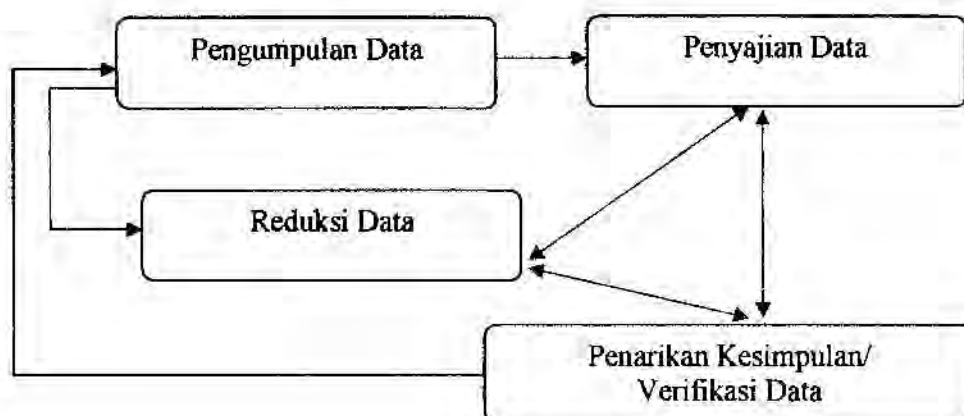 Pengumpulan Data
Penyajian Data
Reduksi Data
Penarikan Kesimpulan/
Verifikasi Data